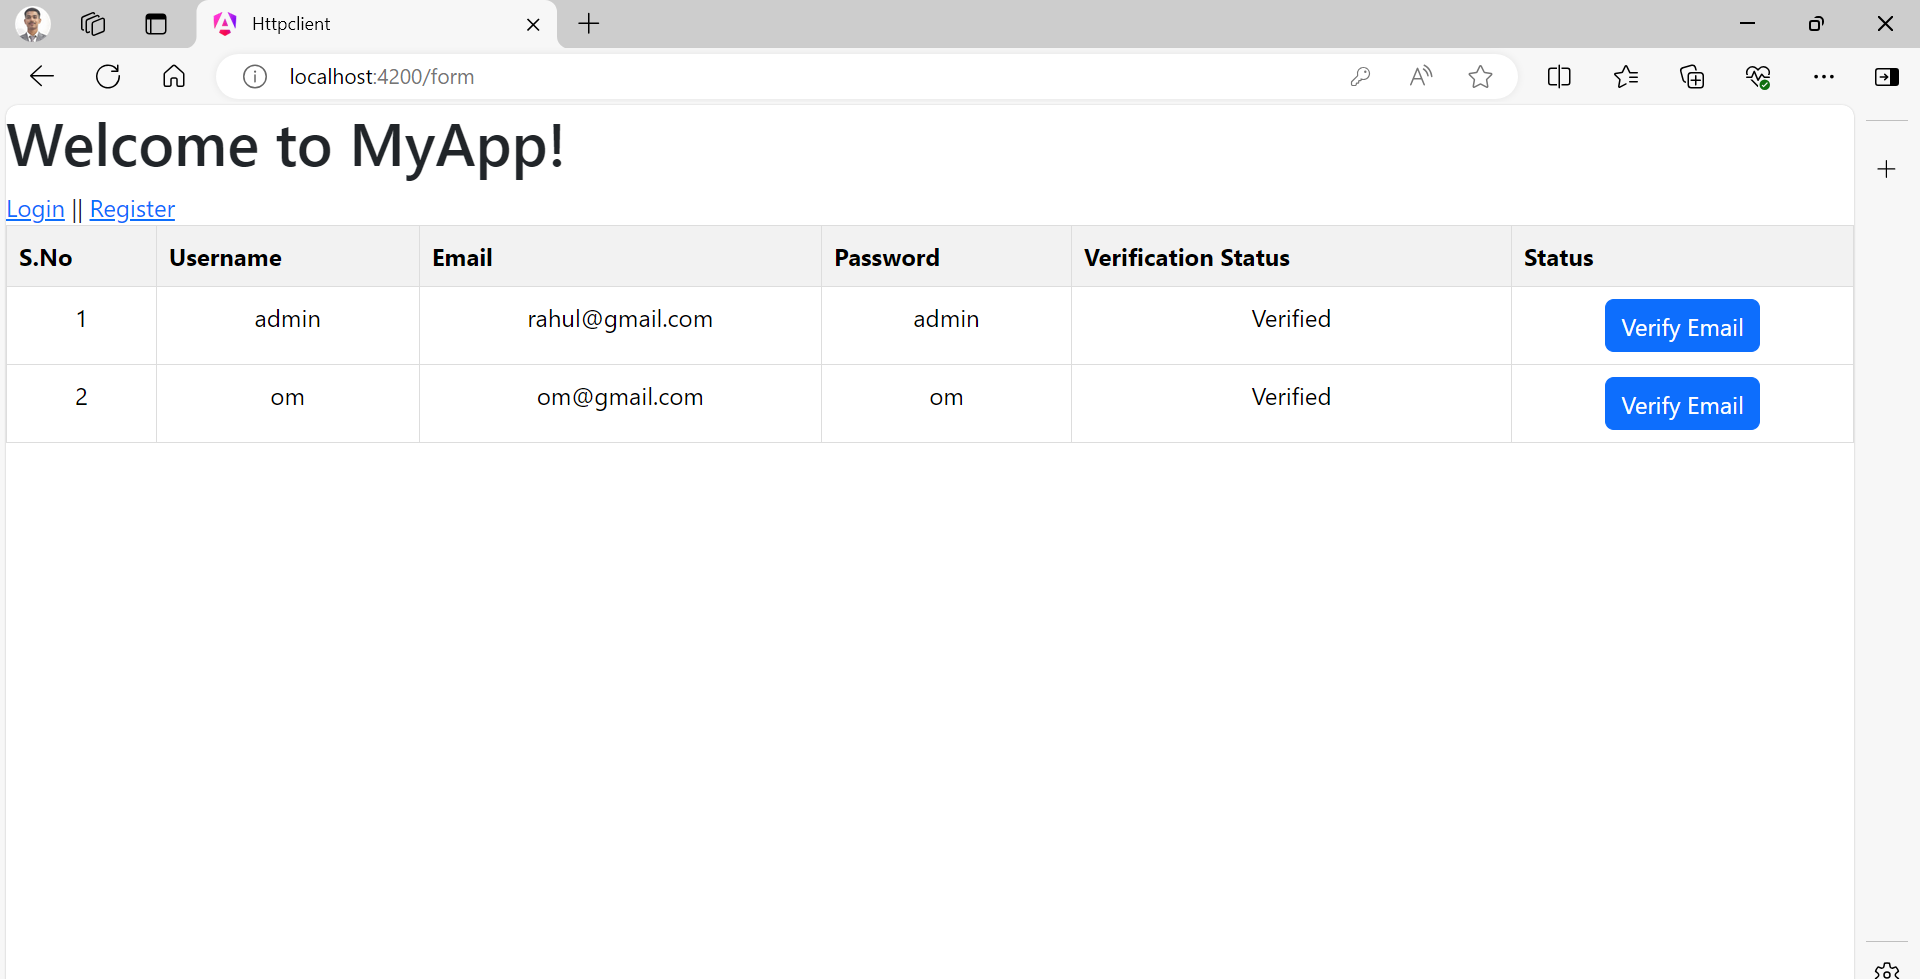 Httpclient
localhost:4200/form
Welcome to MyApp!
Login || Register
S.No Username Email Password Verification Status Status
1 admin rahul@gmail.com admin Verified Verify Email
2 om om@gmail.com om Verified Verify Email